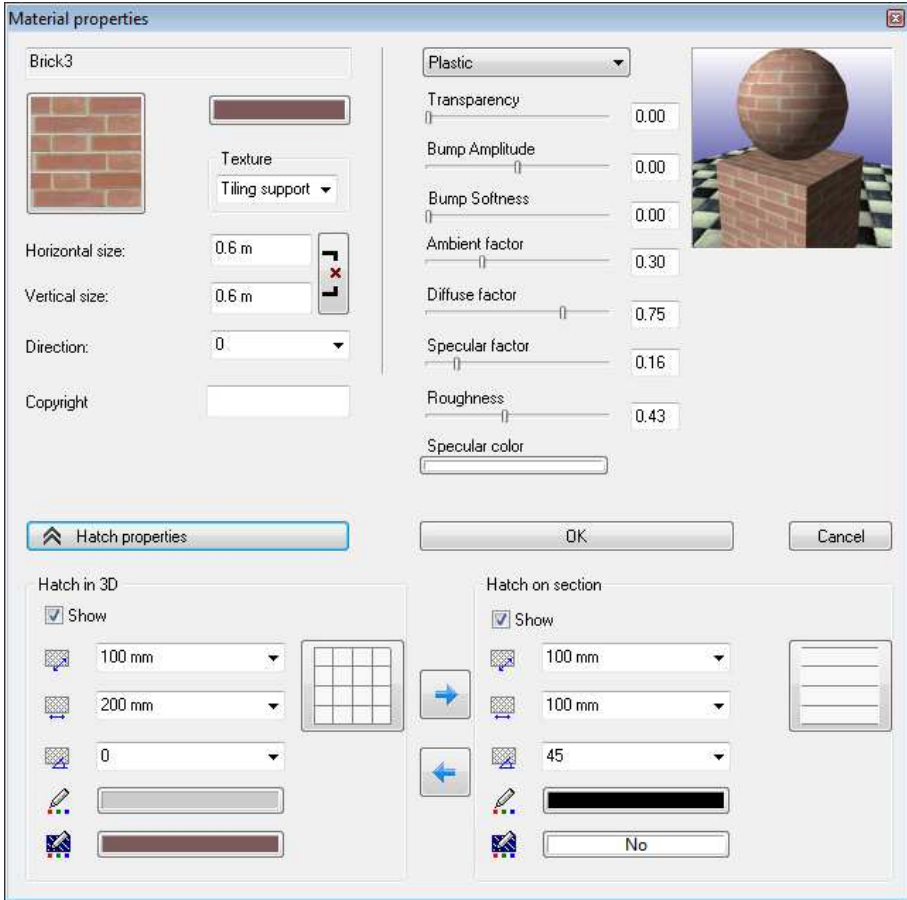 Material properties
Brick3
Texture
Tiling support
Horizontal size:
0.6 m
Vertical size:
0.6 m
Direction:
0
Copyright
Plastic
Transparency
0.00
Bump Amplitude
0.00
Bump Softness
0.00
Ambient factor
0.30
Diffuse factor
0.75
Specular factor
0.16
Roughness
0.43
Specular color
Hatch properties
OK
Cancel
Hatch in 3D
Show
100 mm
200 mm
0
Hatch on section
Show
100 mm
100 mm
45
No